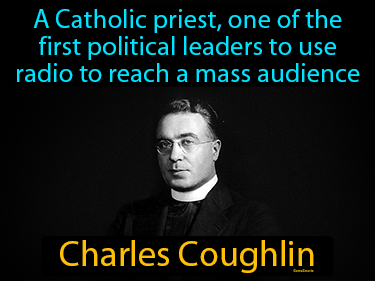 A Catholic priest, one of the
first political leaders to use
radio to reach a mass audience
Charles Coughlin